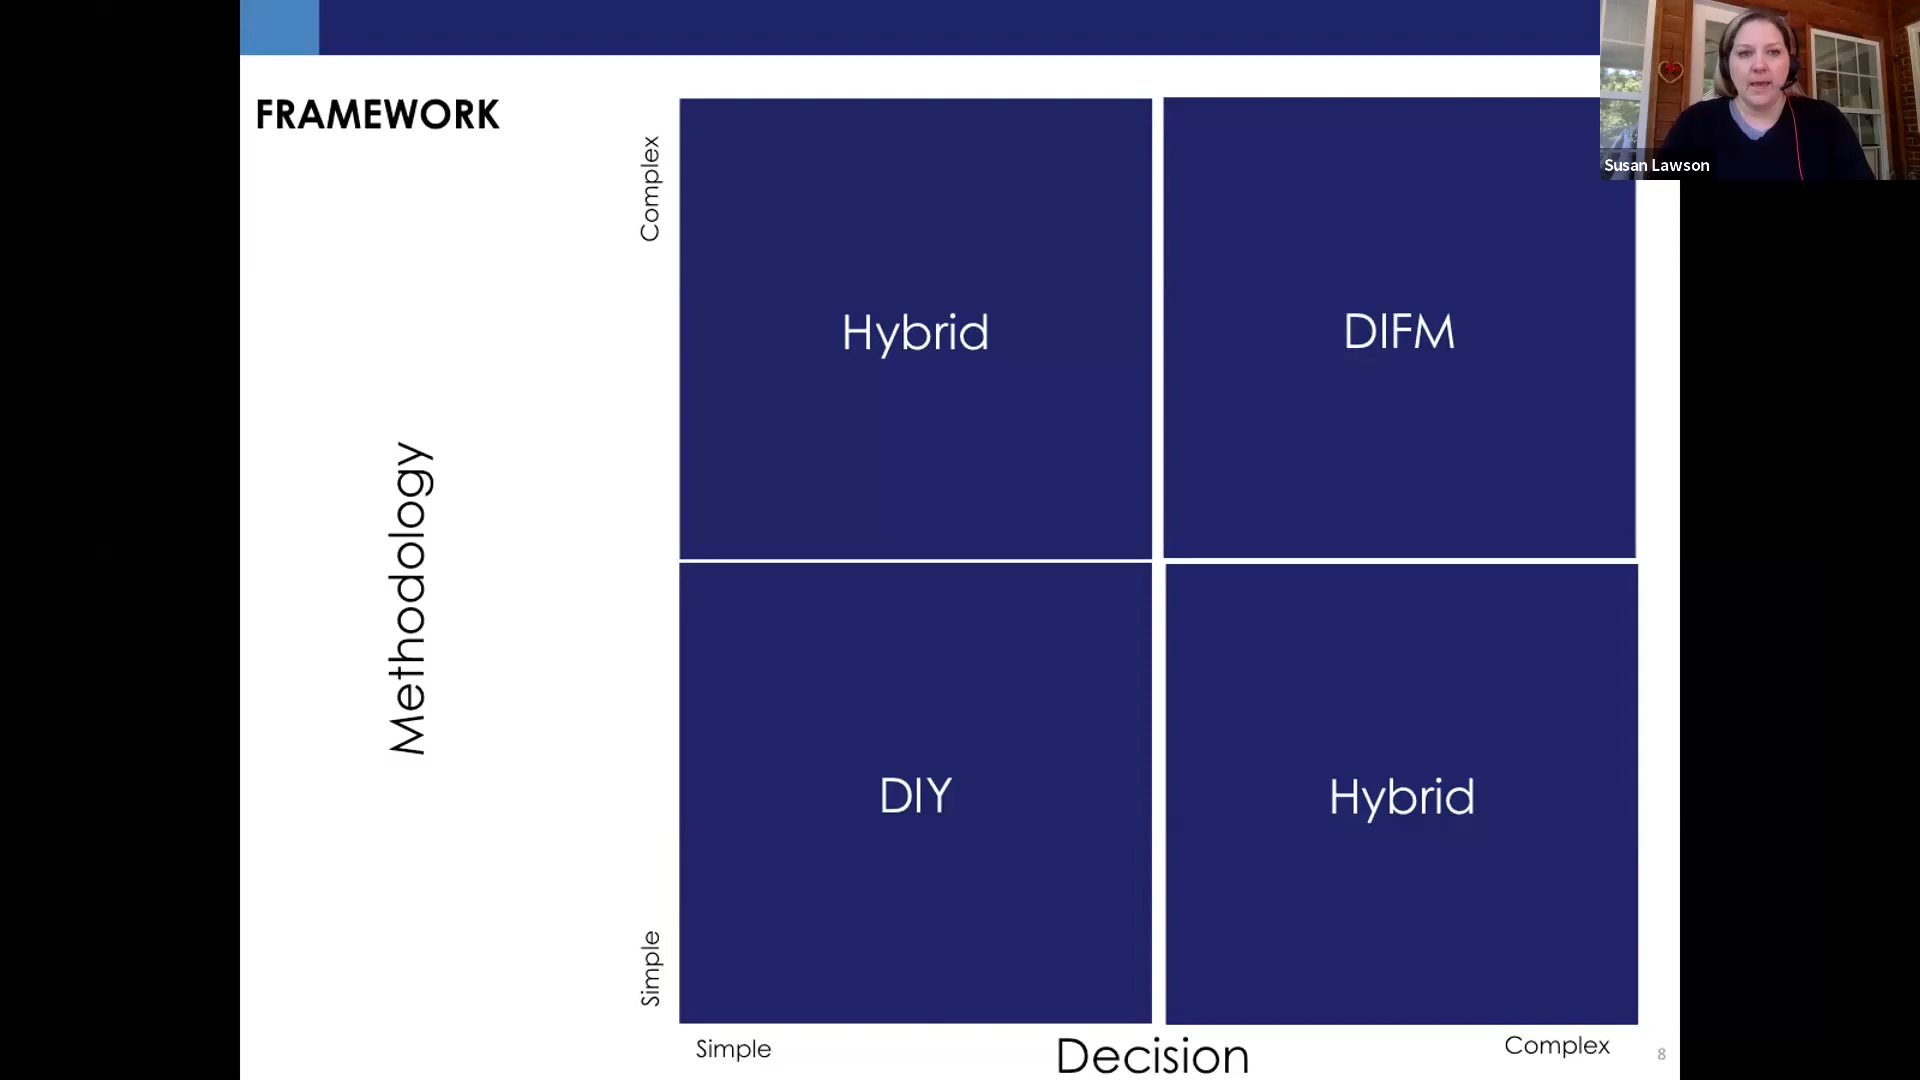 FRAMEWORK
Susan Lawson
Complex
Hybrid
DIFM
Methodology
DIY
Hybrid
Simple
Simple
Decision
Complex
8